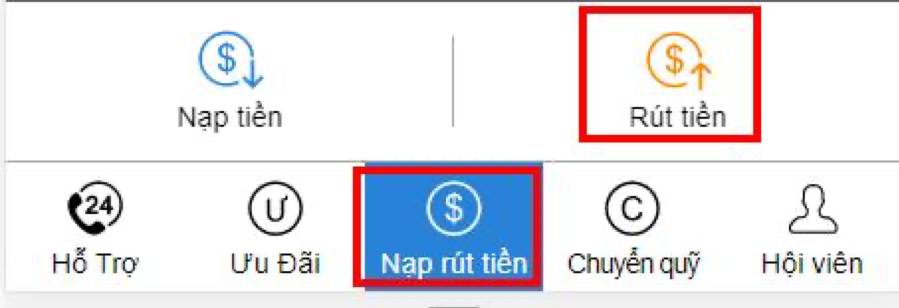 $ $
Nạp tiền Rút tiền
24 Ư $ C
Hỗ Trợ Ưu Đãi Nạp rút tiền Chuyển quỹ Hội viên